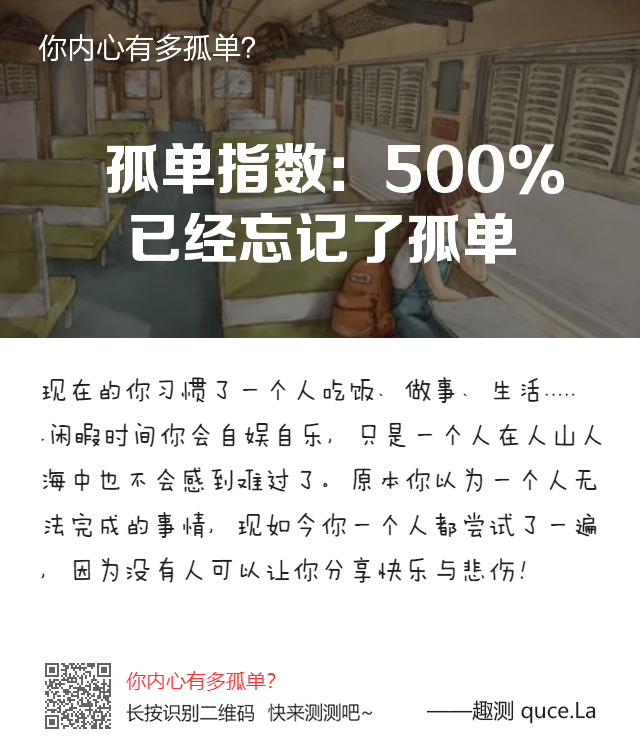 你内心有多孤单?
孤单指数: 500%
已经忘记了孤单
现在的你习惯了一个人吃饭、做事、生活.....
.闲暇时间你会自娱自乐, 只是一个人在人山人
海中也不会感到难过了。原本你以为一个人无
法完成的事情, 现如今你一个人都尝试了一遍
, 因为没有人可以让你分享快乐与悲伤!
你内心有多孤单?
长按识别二维码 快来测测吧~
——趣测 quce.La